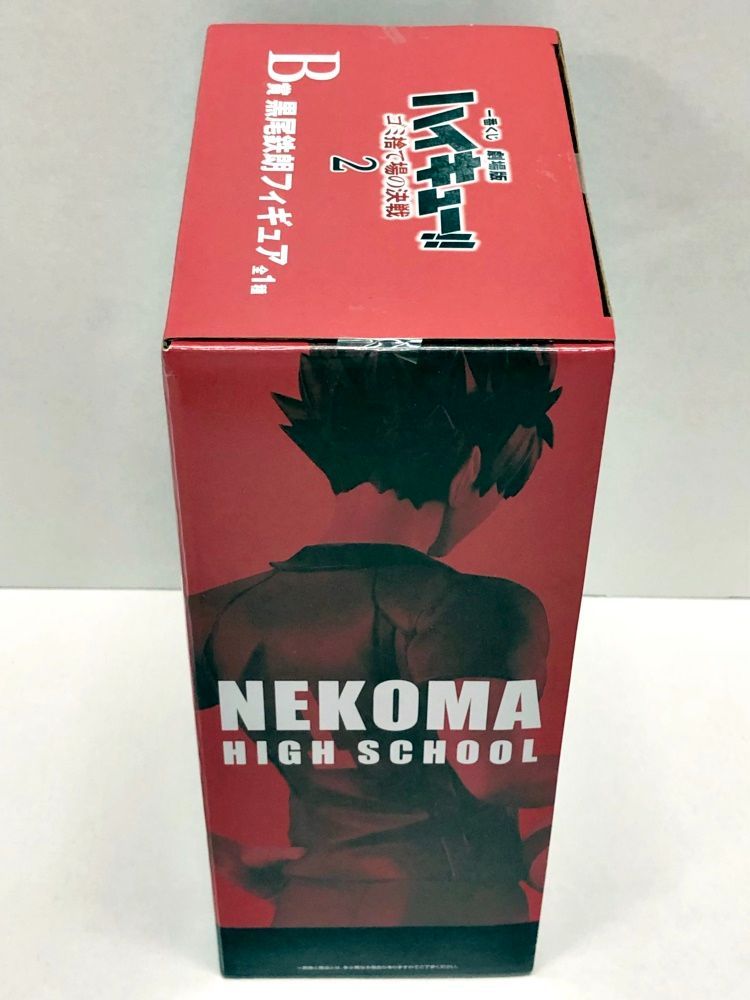 一番くじ 劇場版
ハイキュー!!
ゴミ捨て場の決戦
2
B賞 黒尾鉄朗フィギュア 全1種
NEKOMA
HIGH SCHOOL